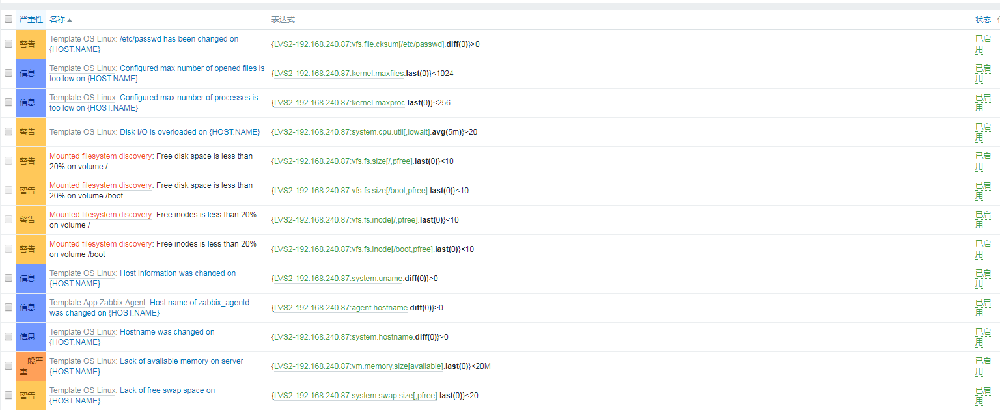 严重性 名称 表达式 状态
警告 Template OS Linux: /etc/passwd has been changed on {LVS2-192.168.240.87:vfs.file.cksum[/etc/passwd].diff(0)}>0 已启
{HOST.NAME} 用
信息 Template OS Linux: Configured max number of opened files is {LVS2-192.168.240.87:kernel.maxfiles.last(0)}<1024 已启
too low on {HOST.NAME} 用
信息 Template OS Linux: Configured max number of processes is {LVS2-192.168.240.87:kernel.maxproc.last(0)}<256 已启
too low on {HOST.NAME} 用
警告 Template OS Linux: Disk I/O is overloaded on {HOST.NAME} {LVS2-192.168.240.87:system.cpu.util[,iowait].avg(5m)}>20 已启
用
警告 Mounted filesystem discovery: Free disk space is less than {LVS2-192.168.240.87:vfs.fs.size[/,pfree].last(0)}<10 已启
20% on volume / 用
警告 Mounted filesystem discovery: Free disk space is less than {LVS2-192.168.240.87:vfs.fs.size[/boot,pfree].last(0)}<10 已启
20% on volume /boot 用
警告 Mounted filesystem discovery: Free inodes is less than 20% {LVS2-192.168.240.87:vfs.fs.inode[/,pfree].last(0)}<10 已启
on volume / 用
警告 Mounted filesystem discovery: Free inodes is less than 20% {LVS2-192.168.240.87:vfs.fs.inode[/boot,pfree].last(0)}<10 已启
on volume /boot 用
信息 Template OS Linux: Host information was changed on {LVS2-192.168.240.87:system.uname.diff(0)}>0 已启
{HOST.NAME} 用
信息 Template App Zabbix Agent: Host name of zabbix_agentd {LVS2-192.168.240.87:agent.hostname.diff(0)}>0 已启
was changed on {HOST.NAME} 用
信息 Template OS Linux: Hostname was changed on {LVS2-192.168.240.87:system.hostname.diff(0)}>0 已启
{HOST.NAME} 用
一般严 Template OS Linux: Lack of available memory on server {LVS2-192.168.240.87:vm.memory.size[available].last(0)}<20M 已启
重 {HOST.NAME} 用
警告 Template OS Linux: Lack of free swap space on {LVS2-192.168.240.87:system.swap.size[,pfree].last(0)}<20 已启
{HOST.NAME} 用